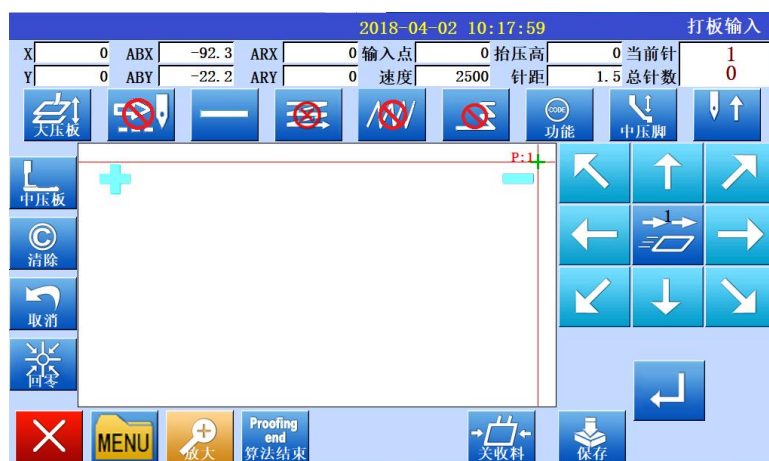 2018-04-02 10:17:59 打板输入
X 0 ABX -92.3 ARX 0 输入点 0 抬压高 0 当前针 1
Y 0 ABY -22.2 ARY 0 速度 2500 针距 1.5 总针数 0
大压板
CODE
功能
中压脚
P:1
中压板
1
©
清除
取消
回零
MENU
放大
Proofing
end
算法结束
关收料
保存